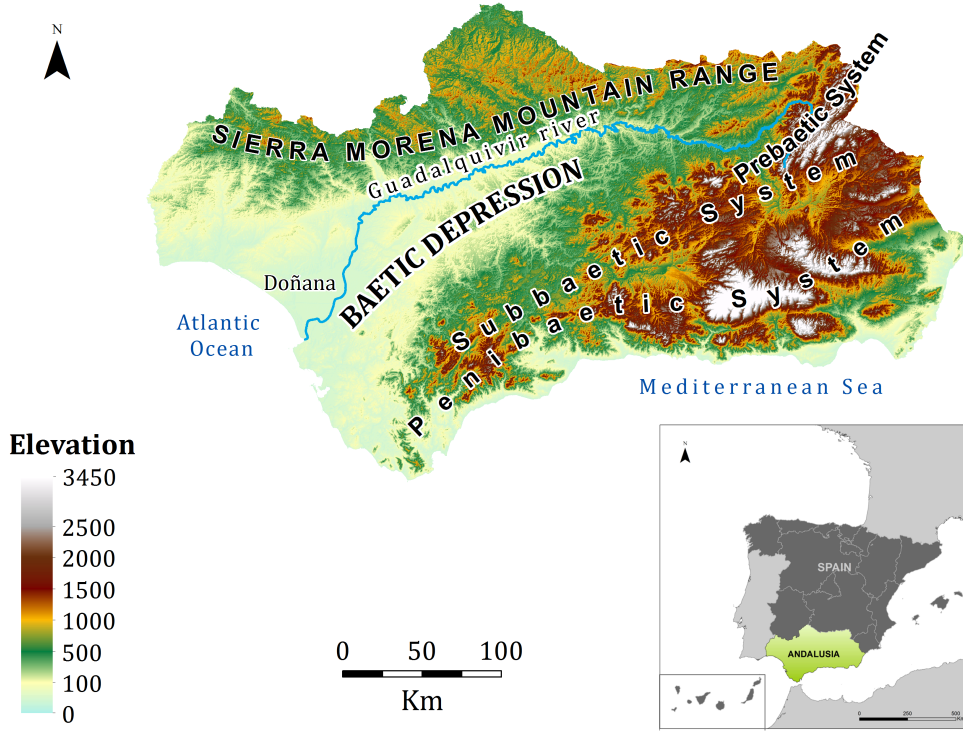 N
SIERRA MORENA MOUNTAIN RANGE
Prebaetic System
Guadalquivir river
BAETIC DEPRESSION
Subbaetic System
Penibaetic System
Doñana
Atlantic
Ocean
Mediterranean Sea
Elevation
3450
2500
2000
1500
1000
500
100
0
0 50 100
Km
N
SPAIN
ANDALUSIA
0 250 500